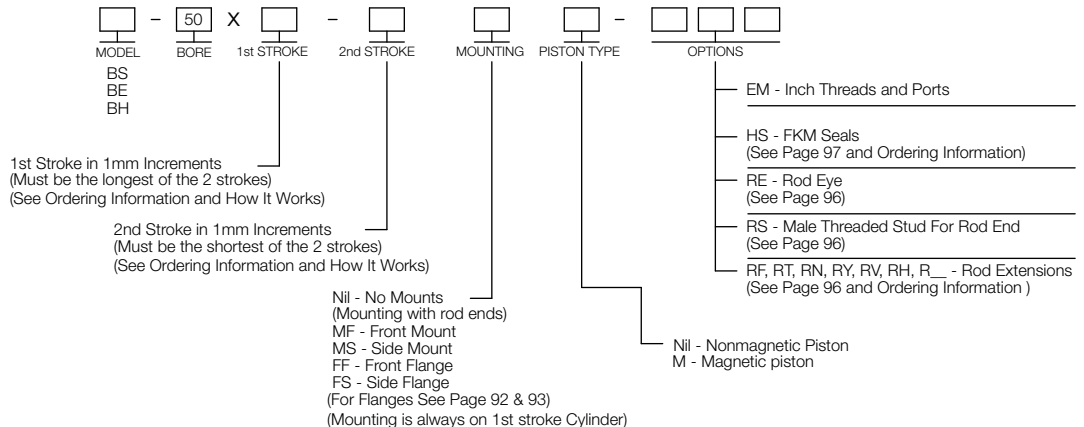 - 50 X - -
MODEL BORE 1st STROKE 2nd STROKE MOUNTING PISTON TYPE OPTIONS
BS
BE
BH
EM - Inch Threads and Ports
HS - FKM Seals
(See Page 97 and Ordering Information)
RE - Rod Eye
(See Page 96)
RS - Male Threaded Stud For Rod End
(See Page 96)
RF, RT, RN, RY, RV, RH, R__ - Rod Extensions
(See Page 96 and Ordering Information )
1st Stroke in 1mm Increments
(Must be the longest of the 2 strokes)
(See Ordering Information and How It Works)
2nd Stroke in 1mm Increments
(Must be the shortest of the 2 strokes)
(See Ordering Information and How It Works)
Nil - No Mounts
(Mounting with rod ends)
MF - Front Mount
MS - Side Mount
FF - Front Flange
FS - Side Flange
(For Flanges See Page 92 & 93)
(Mounting is always on 1st stroke Cylinder)
Nil - Nonmagnetic Piston
M - Magnetic piston